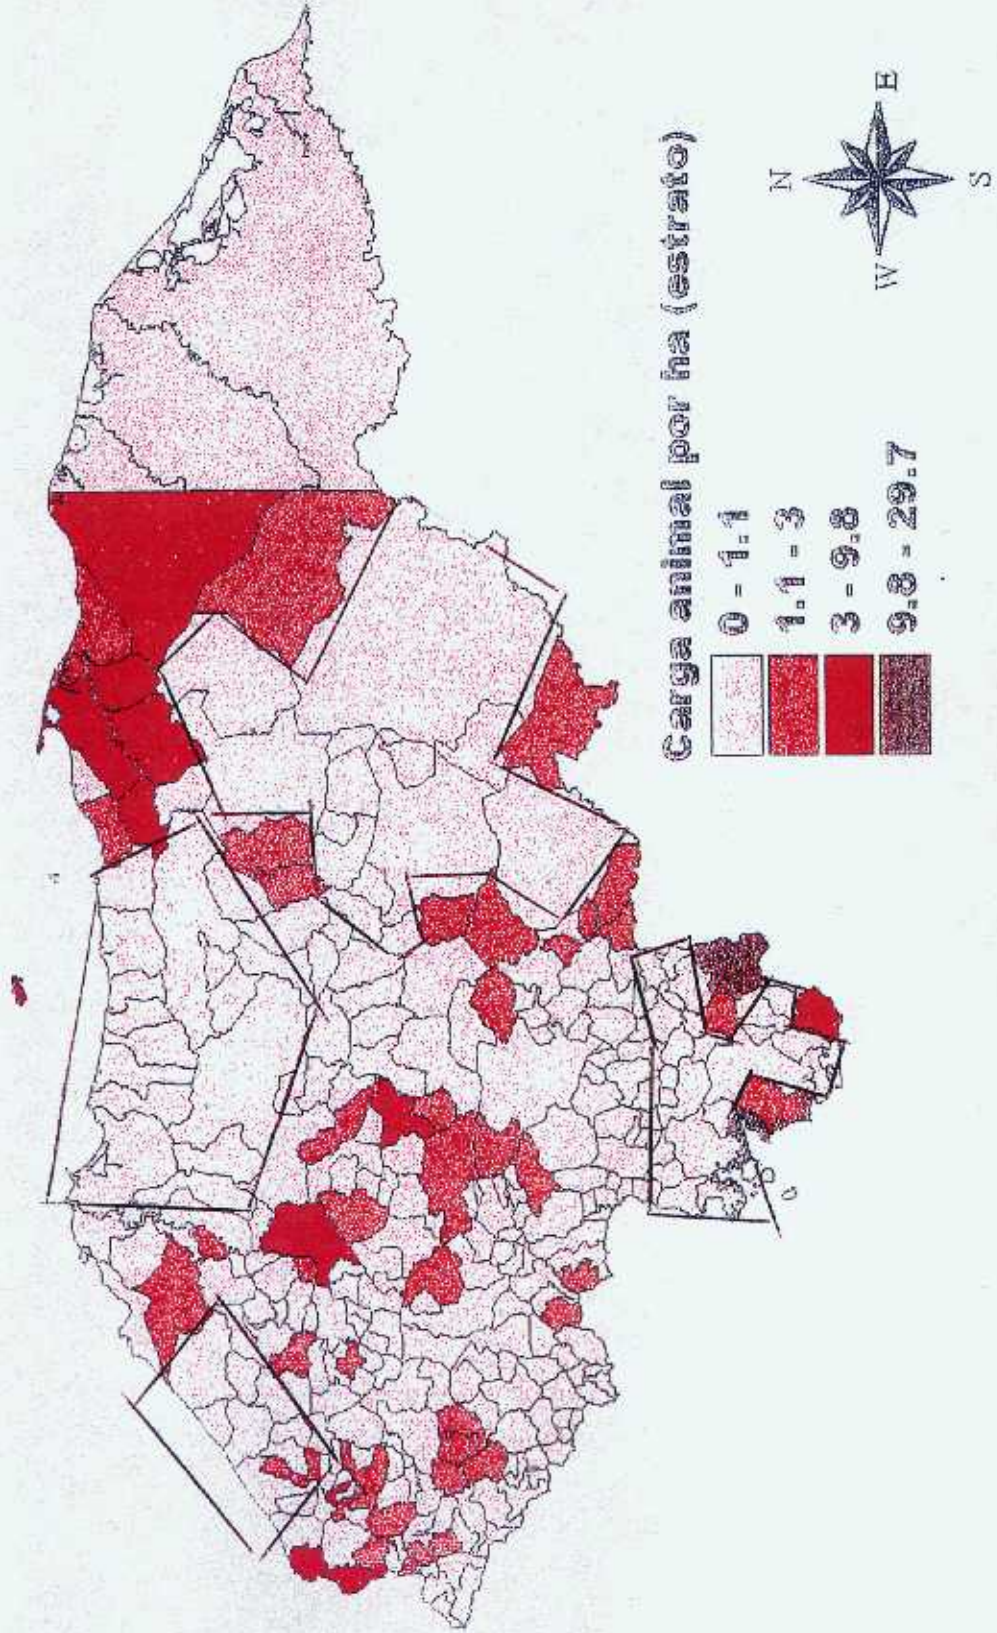 Carga animal por ha (estrato)
0 - 1.1
1.1 - 3
3 - 9.8
9.8 - 29.7
N
W E
S